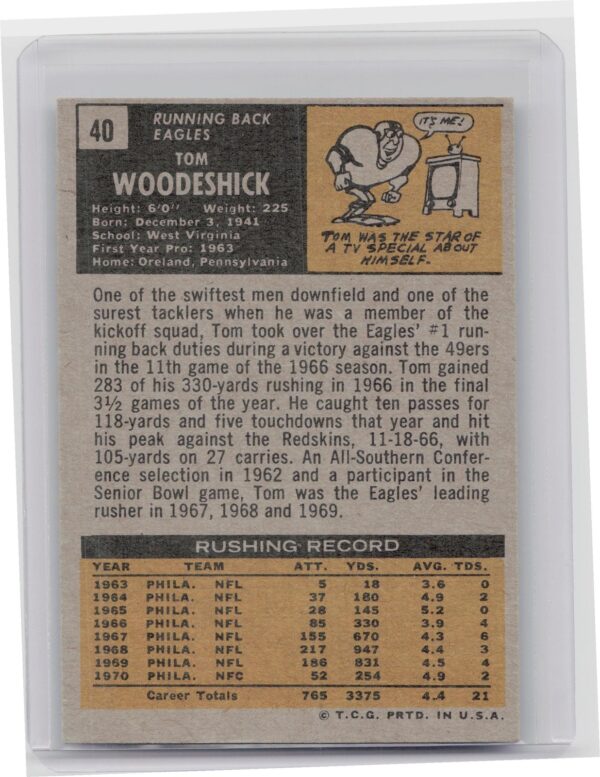 40
RUNNING BACK
EAGLES
TOM
WOODESHICK
Height: 6'0" Weight: 225
Born: December 3, 1941
School: West Virginia
First Year Pro: 1963
Home: Oreland, Pennsylvania
IT'S ME!
TOM WAS THE STAR OF
A TV SPECIAL ABOUT
HIMSELF.
One of the swiftest men downfield and one of the
surest tacklers when he was a member of the
kickoff squad, Tom took over the Eagles' #1 run-
ning back duties during a victory against the 49ers
in the 11th game of the 1966 season. Tom gained
283 of his 330-yards rushing in 1966 in the final
3½ games of the year. He caught ten passes for
118-yards and five touchdowns that year and hit
his peak against the Redskins, 11-18-66, with
105-yards on 27 carries. An All-Southern Confer-
ence selection in 1962 and a participant in the
Senior Bowl game, Tom was the Eagles' leading
rusher in 1967, 1968 and 1969.
RUSHING RECORD
YEAR TEAM ATT. YDS. AVG. TDS.
1963 PHILA. NFL 5 18 3.6 0
1964 PHILA. NFL 37 180 4.9 2
1965 PHILA. NFL 28 145 5.2 0
1966 PHILA. NFL 85 330 3.9 4
1967 PHILA. NFL 155 670 4.3 6
1968 PHILA. NFL 217 947 4.4 3
1969 PHILA. NFL 186 831 4.5 4
1970 PHILA. NFC 52 254 4.9 2
Career Totals 765 3375 4.4 21
© T.C.G. PRTD. IN U.S.A.